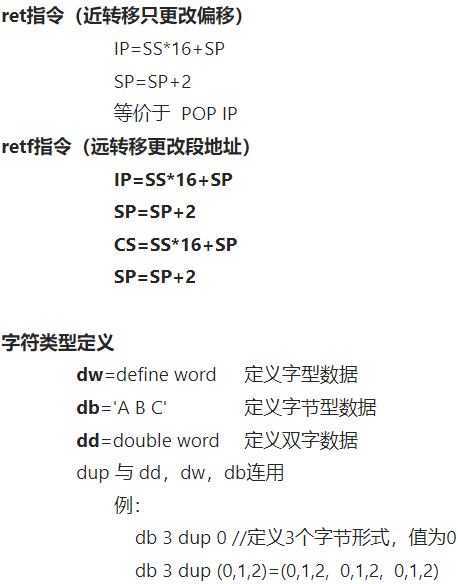 ret指令（近转移只更改偏移）
IP=SS*16+SP
SP=SP+2
等价于 POP IP
retf指令（远转移更改段地址）
IP=SS*16+SP
SP=SP+2
CS=SS*16+SP
SP=SP+2
字符类型定义
dw=define word 定义字型数据
db='A B C' 定义字节型数据
dd=double word 定义双字数据
dup 与 dd，dw，db连用
例：
db 3 dup 0 //定义3个字节形式，值为0
db 3 dup (0,1,2)=(0,1,2, 0,1,2, 0,1,2)